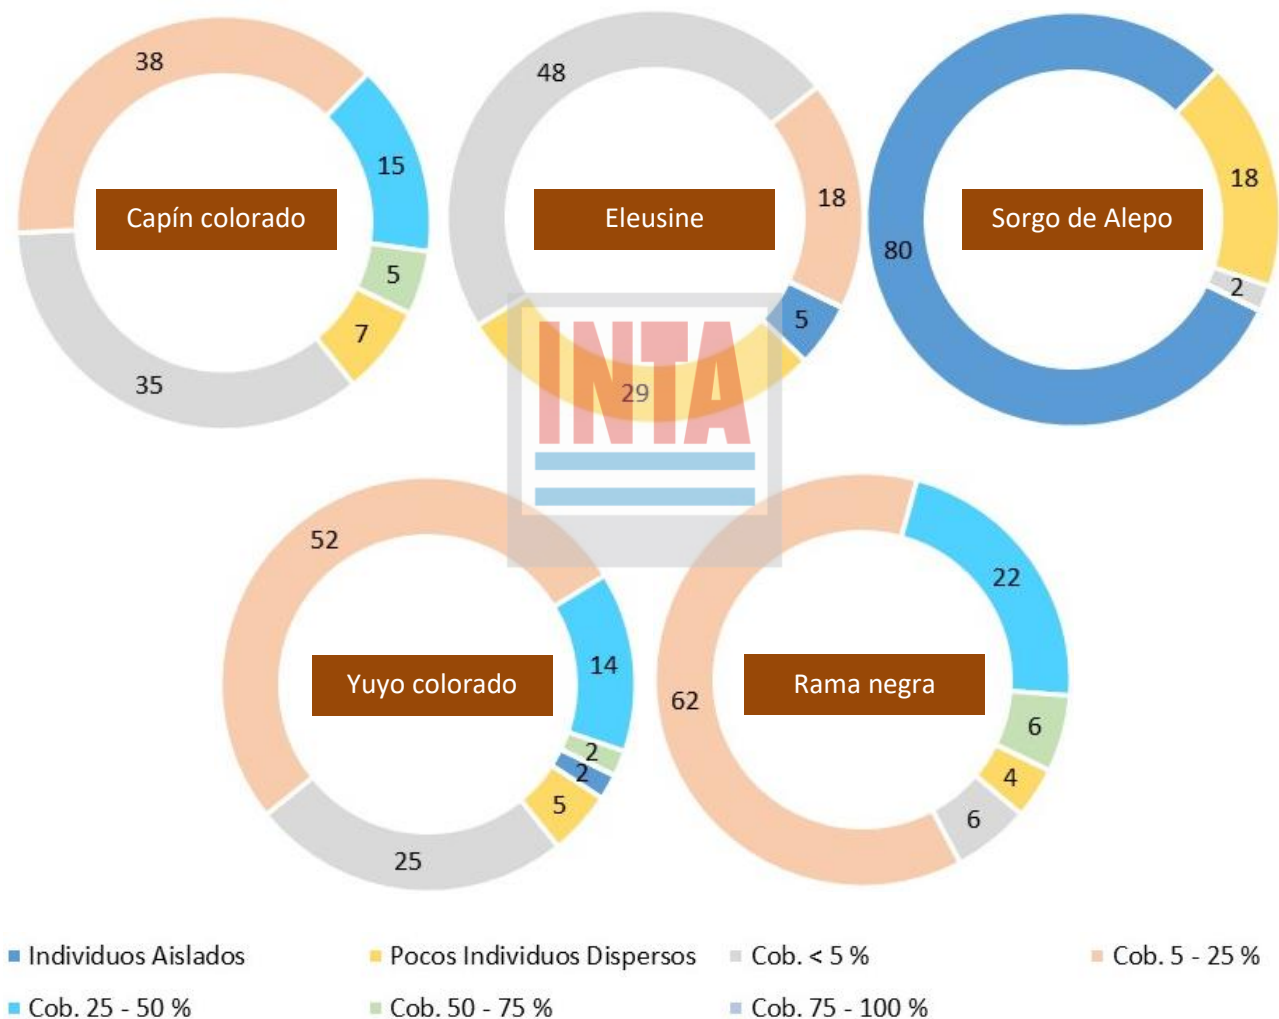 38
15
5
7
35
Capín colorado
48
18
5
29
Eleusine
80
18
2
Sorgo de Alepo
INTA
52
14
2
2
5
25
Yuyo colorado
62
22
6
4
6
Rama negra
Individuos Aislados
Pocos Individuos Dispersos
Cob. < 5 %
Cob. 5 - 25 %
Cob. 25 - 50 %
Cob. 50 - 75 %
Cob. 75 - 100 %